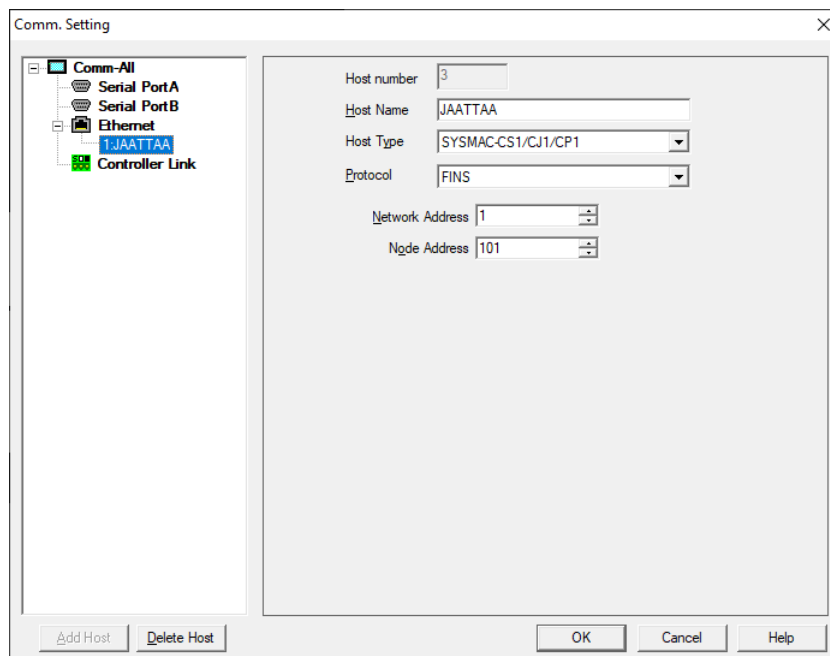 Comm. Setting
Comm-All
Serial PortA
Serial PortB
Ethernet
1:JAATTAA
Controller Link
Host number 3
Host Name JAATTAA
Host Type SYSMAC-CS1/CJ1/CP1
Protocol FINS
Network Address 1
Node Address 101
Add Host Delete Host OK Cancel Help